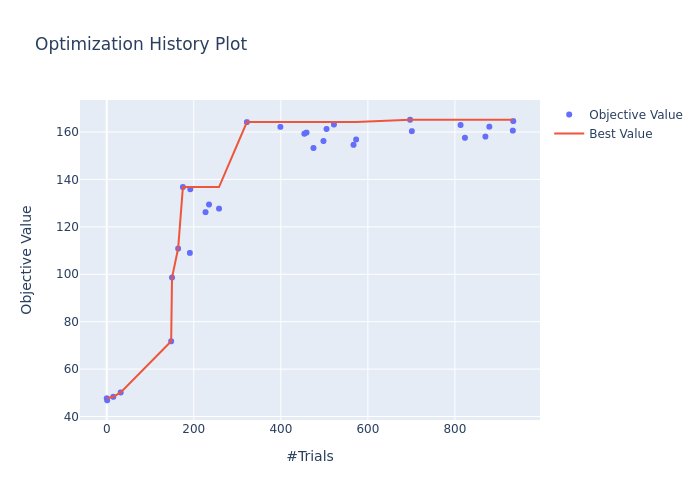 Optimization History Plot
Objective Value
160
140
120
100
80
60
40
0 200 400 600 800
#Trials
Objective Value
Best Value